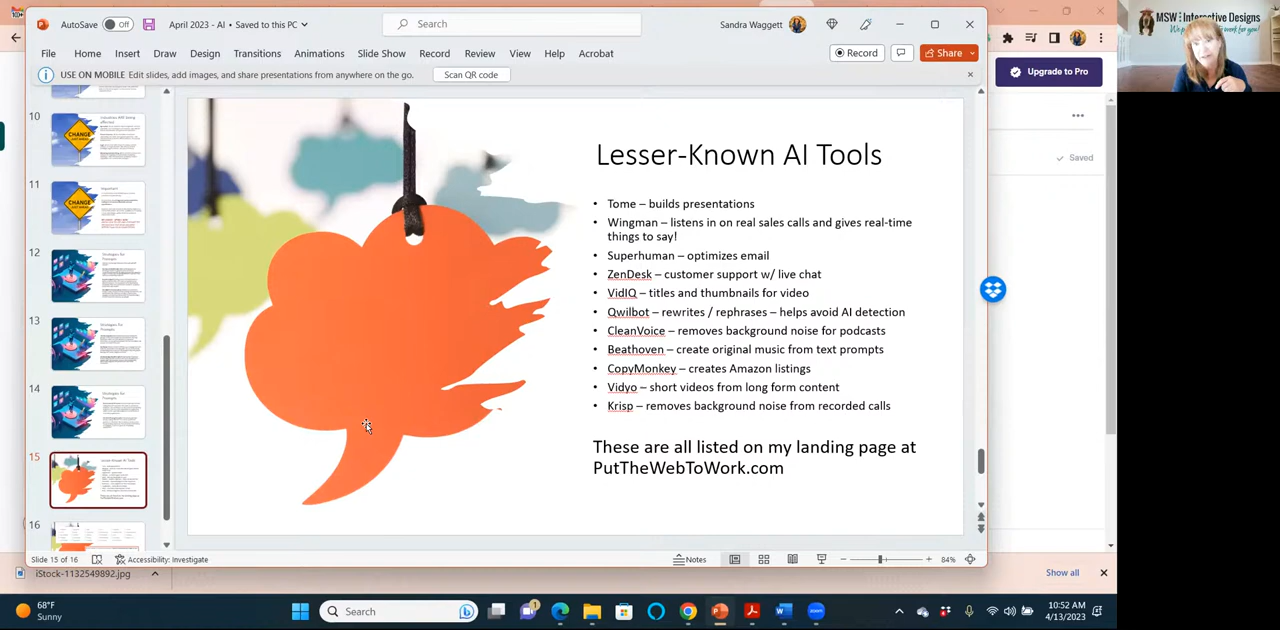 AutoSave Off April 2023 - AI • Saved to this PC Search Sandra Waggett
File Home Insert Draw Design Transitions Animations Slide Show Record Review View Help Acrobat Record Share
USE ON MOBILE Edit slides, add images, and share presentations from anywhere on the go. Scan QR code
MSW Interactive Designs
Upgrade to Pro
Saved
10
CHANGE
11
CHANGE
12
13
14
15
16
Lesser-Known AI Tools
• Tome – builds presentations
• Wingman – listens in on real sales calls and gives real-time
things to say!
• Superhuman – optimizes email
• ZenDesk – customer support w/ live chat
• VidIQ – titles and thumbnails for video
• Qwilbot – rewrites / rephrases – helps avoid AI detection
• CleanVoice – removes background noise for podcasts
• Beathoven – create original music from text prompts
• CopyMonkey – creates Amazon listings
• Vidyo – short videos from long form content
• Krisp – removes background noise from recorded calls
These are all listed on my landing page at
PutTheWebToWork.com
Slide 15 of 16 Accessibility: Investigate Notes 84%
iStock-1132549892.jpg Show all
68°F
Sunny
Search
10:52 AM
4/13/2023